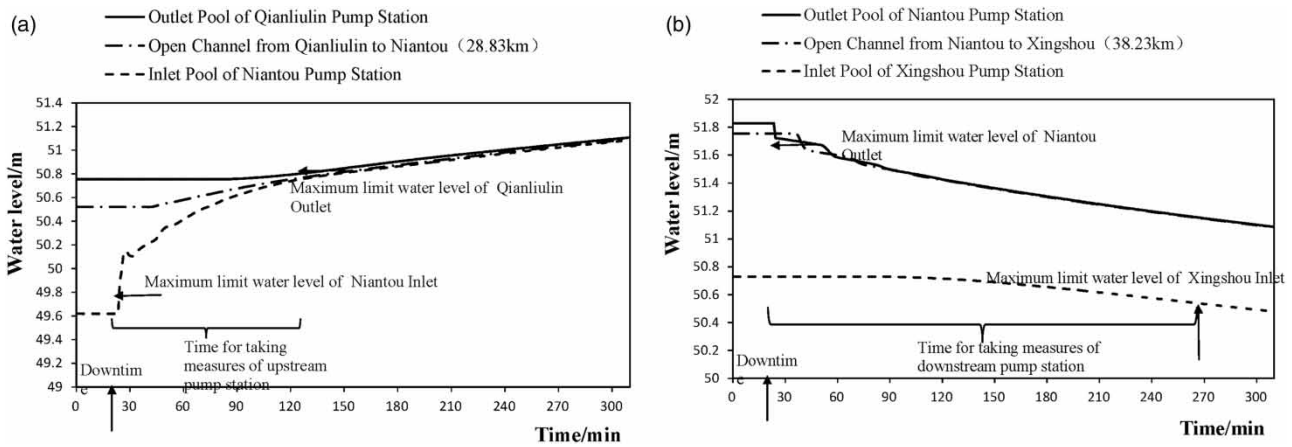 (a)
Outlet Pool of Qianliulin Pump Station
Open Channel from Qianliulin to Niantou（28.83km）
Inlet Pool of Niantou Pump Station
Water level/m
51.4
51.2
51
50.8
50.6
50.4
50.2
50
49.8
49.6
49.4
49.2
49
Maximum limit water level of Qianliulin
Outlet
Maximum limit water level of Niantou Inlet
Time for taking
measures of upstream
pump station
Downtim
e
0 30 60 90 120 150 180 210 240 270 300
Time/min
(b)
Outlet Pool of Niantou Pump Station
Open Channel from Niantou to Xingshou（38.23km）
Inlet Pool of Xingshou Pump Station
Water level/m
52
51.8
51.6
51.4
51.2
51
50.8
50.6
50.4
50.2
50
Maximum limit water level of Niantou
Outlet
Maximum limit water level of Xingshou Inlet
Time for taking measures of
downstream pump station
Downtim
e
0 30 60 90 120 150 180 210 240 270 300
Time/min